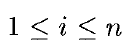 1 ≤ i ≤ n